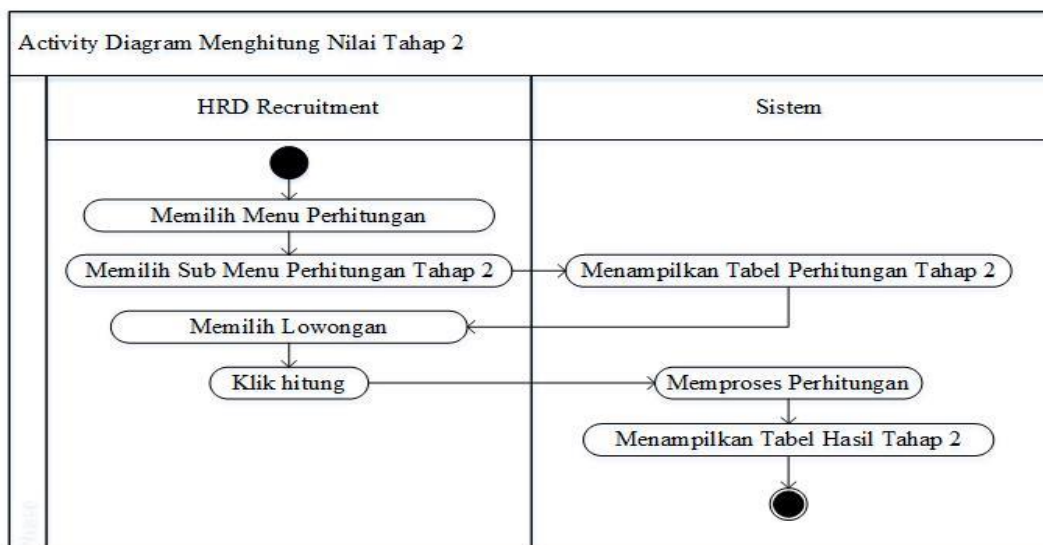 Activity Diagram Menghitung Nilai Tahap 2
HRD Recruitment
Sistem
Memilih Menu Perhitungan
Memilih Sub Menu Perhitungan Tahap 2
Menampilkan Tabel Perhitungan Tahap 2
Memilih Lowongan
Klik hitung
Memproses Perhitungan
Menampilkan Tabel Hasil Tahap 2
Phase